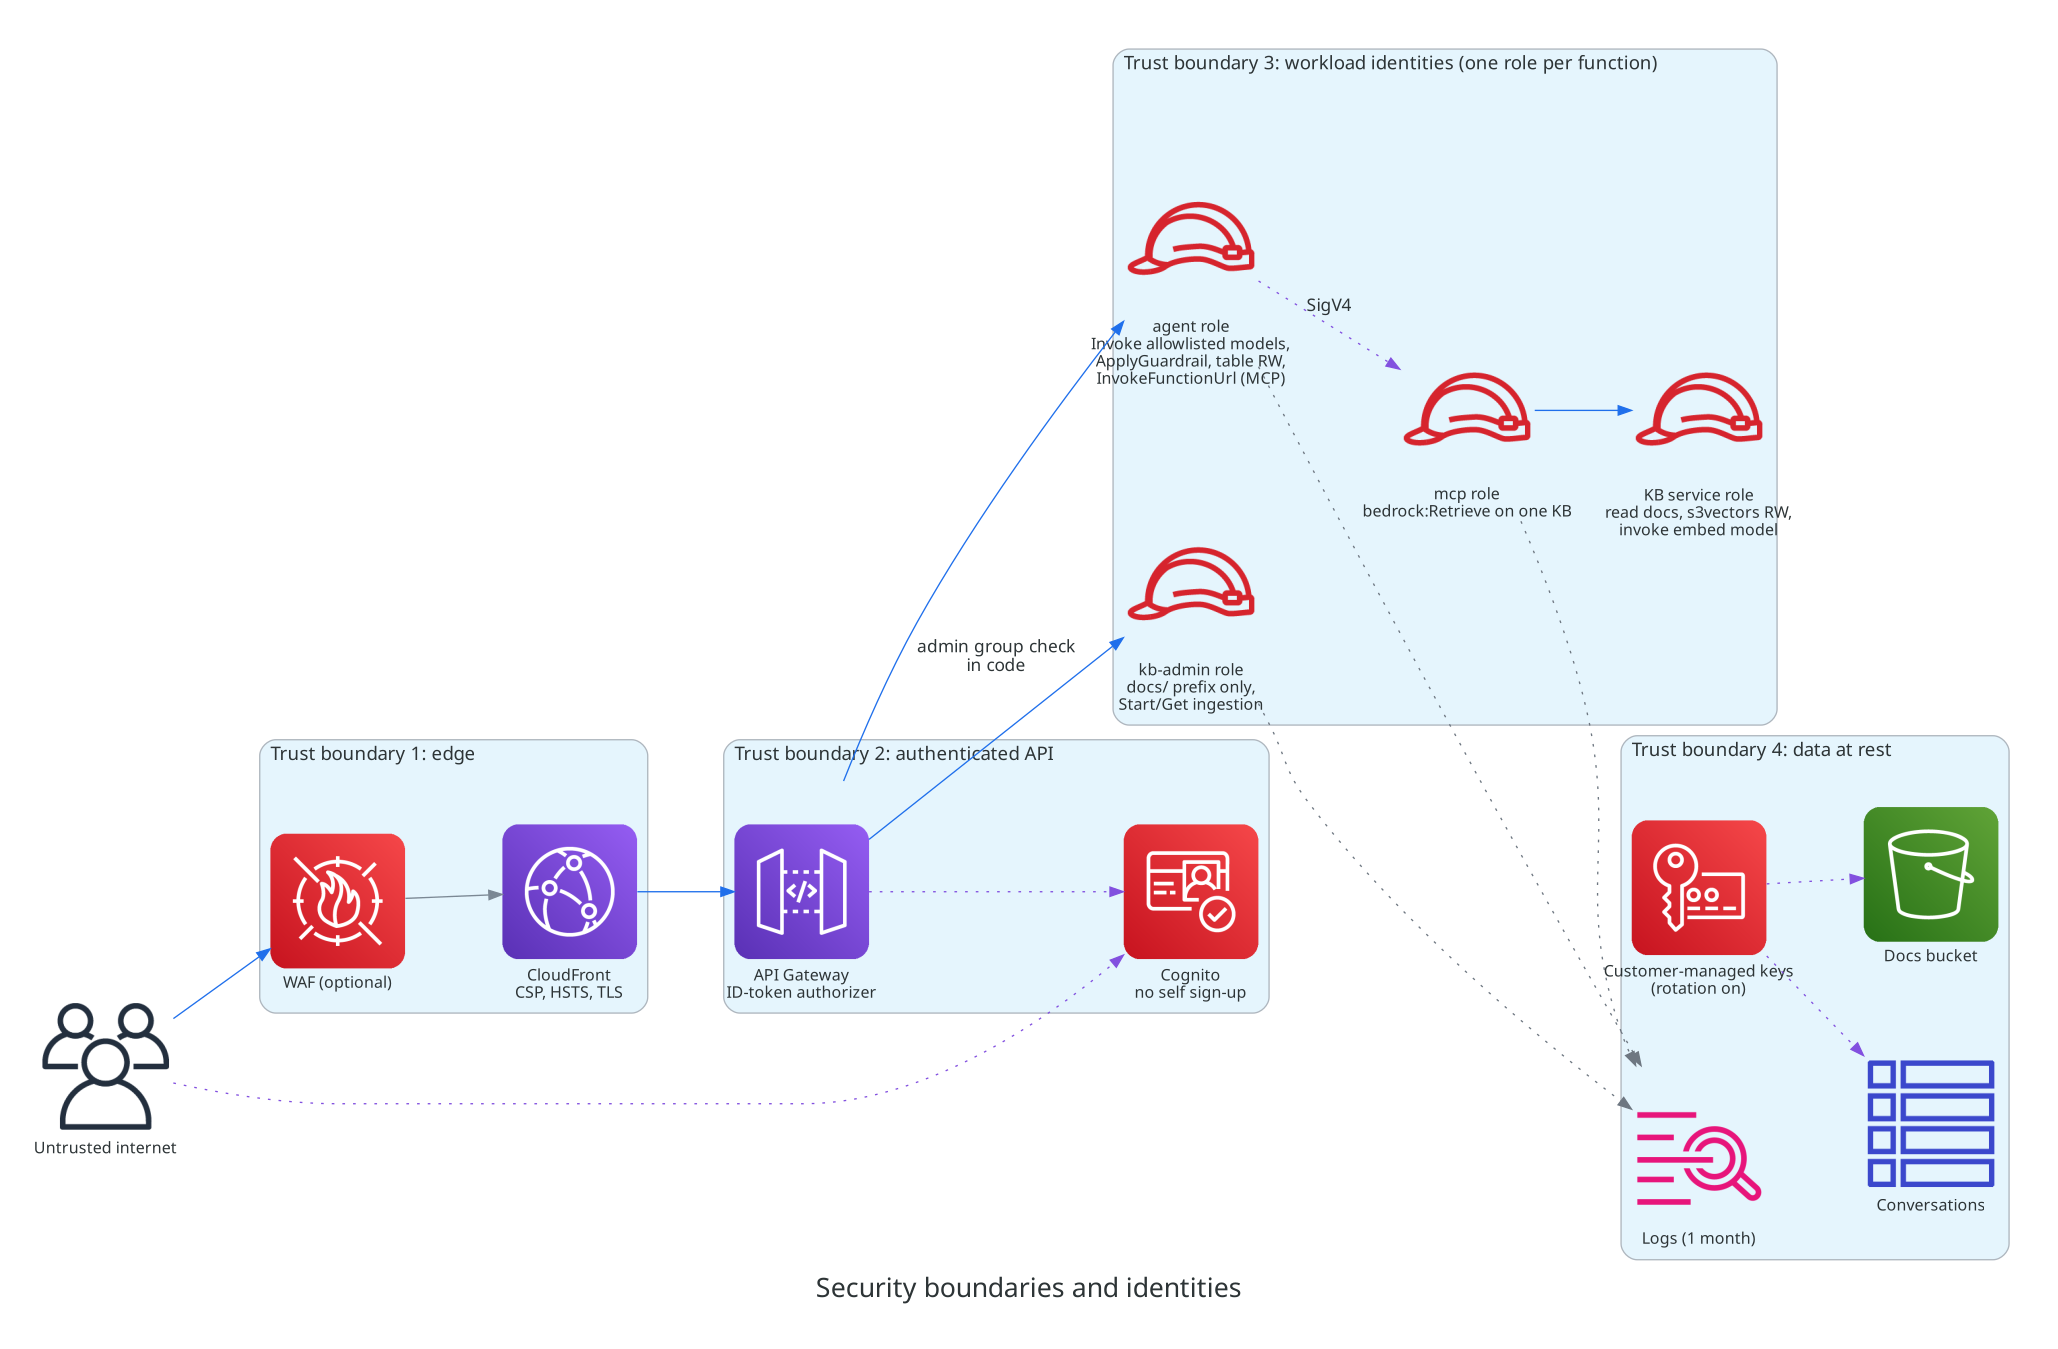 Trust boundary 3: workload identities (one role per function)
SigV4
agent role
Invoke allowlisted models,
ApplyGuardrail, table RW,
InvokeFunctionUrl (MCP)
mcp role
bedrock:Retrieve on one KB
KB service role
read docs, s3vectors RW,
invoke embed model
admin group check
in code
kb-admin role
docs/ prefix only,
Start/Get ingestion
Trust boundary 1: edge
WAF (optional)
CloudFront
CSP, HSTS, TLS
Trust boundary 2: authenticated API
API Gateway
ID-token authorizer
Cognito
no self sign-up
Trust boundary 4: data at rest
Customer-managed keys
(rotation on)
Docs bucket
Untrusted internet
Conversations
Logs (1 month)
Security boundaries and identities